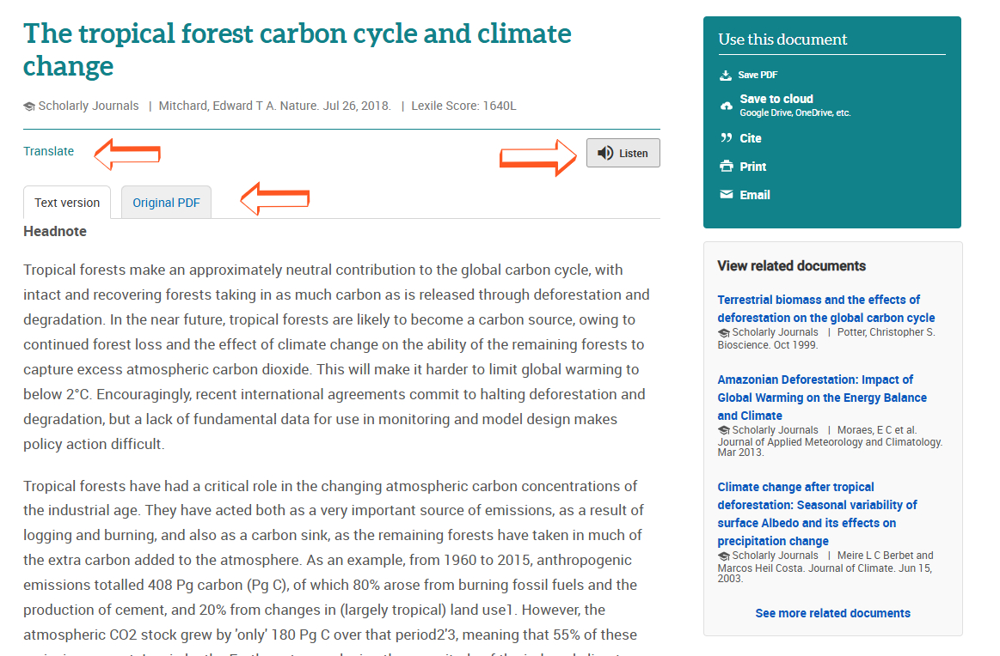 The tropical forest carbon cycle and climate
change
Scholarly Journals | Mitchard, Edward T A. Nature. Jul 26, 2018. | Lexile Score: 1640L
Translate
Listen
Text version
Original PDF
Headnote
Tropical forests make an approximately neutral contribution to the global carbon cycle, with
intact and recovering forests taking in as much carbon as is released through deforestation and
degradation. In the near future, tropical forests are likely to become a carbon source, owing to
continued forest loss and the effect of climate change on the ability of the remaining forests to
capture excess atmospheric carbon dioxide. This will make it harder to limit global warming to
below 2°C. Encouragingly, recent international agreements commit to halting deforestation and
degradation, but a lack of fundamental data for use in monitoring and model design makes
policy action difficult.
Tropical forests have had a critical role in the changing atmospheric carbon concentrations of
the industrial age. They have acted both as a very important source of emissions, as a result of
logging and burning, and also as a carbon sink, as the remaining forests have taken in much of
the extra carbon added to the atmosphere. As an example, from 1960 to 2015, anthropogenic
emissions totalled 408 Pg carbon (Pg C), of which 80% arose from burning fossil fuels and the
production of cement, and 20% from changes in (largely tropical) land use1. However, the
atmospheric CO2 stock grew by 'only' 180 Pg C over that period2'3, meaning that 55% of these
Use this document
Save PDF
Save to cloud
Google Drive, OneDrive, etc.
Cite
Print
Email
View related documents
Terrestrial biomass and the effects of
deforestation on the global carbon cycle
Scholarly Journals | Potter, Christopher S.
Bioscience. Oct 1999.
Amazonian Deforestation: Impact of
Global Warming on the Energy Balance
and Climate
Scholarly Journals | Moraes, E C et al.
Journal of Applied Meteorology and Climatology.
Mar 2013.
Climate change after tropical
deforestation: Seasonal variability of
surface Albedo and its effects on
precipitation change
Scholarly Journals | Meire L C Berbet and
Marcos Heil Costa. Journal of Climate. Jun 15,
2003.
See more related documents